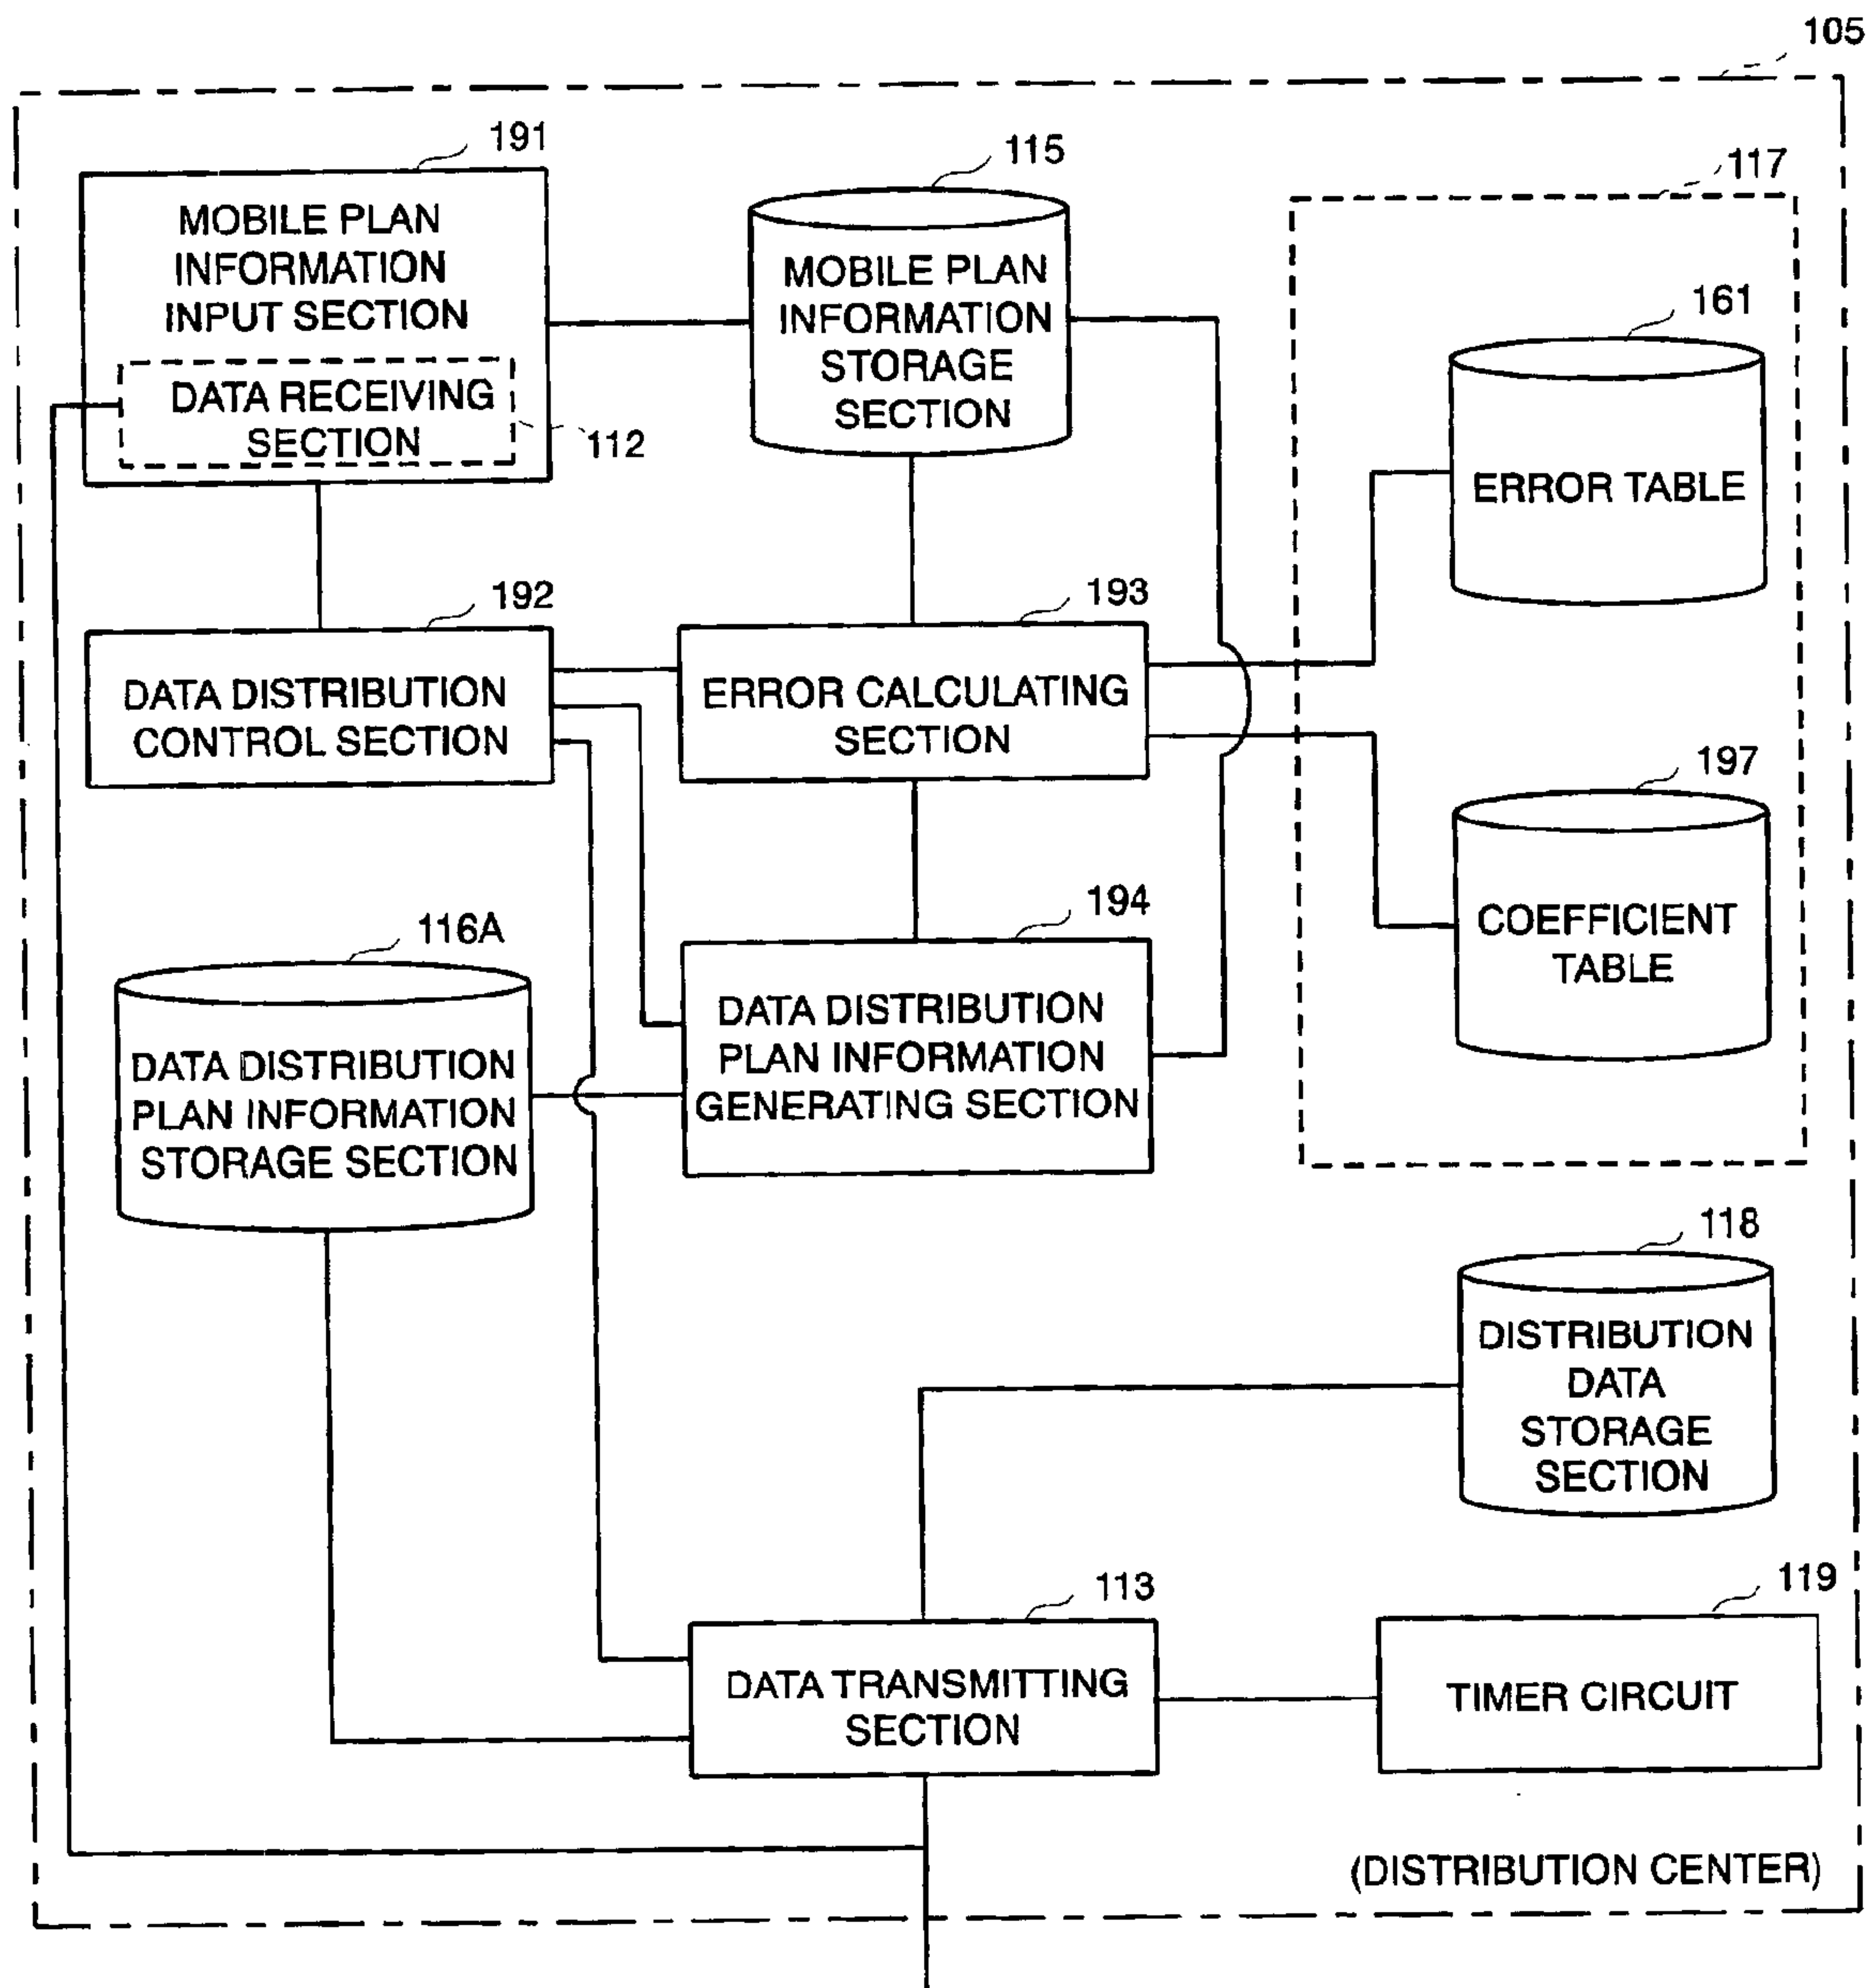 105
191
MOBILE PLAN
INFORMATION
INPUT SECTION
DATA RECEIVING
SECTION
112
115
MOBILE PLAN
INFORMATION
STORAGE
SECTION
117
161
ERROR TABLE
192
DATA DISTRIBUTION
CONTROL SECTION
193
ERROR CALCULATING
SECTION
197
COEFFICIENT
TABLE
116A
DATA DISTRIBUTION
PLAN INFORMATION
STORAGE SECTION
194
DATA DISTRIBUTION
PLAN INFORMATION
GENERATING SECTION
118
DISTRIBUTION
DATA
STORAGE
SECTION
113
DATA TRANSMITTING
SECTION
119
TIMER CIRCUIT
(DISTRIBUTION CENTER)